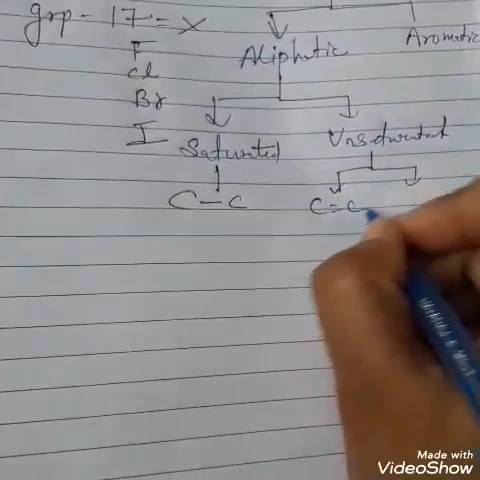 grp - 17 = X
Aliphatic
Aromatic
F
Cl
Br
I
Saturated
Unsaturated
C - C
C = C
Made with
VideoShow